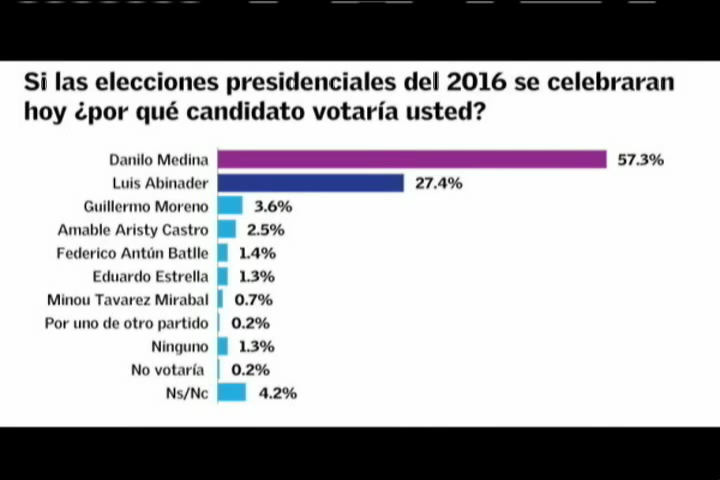 Si las elecciones presidenciales del 2016 se celebraran
hoy ¿por qué candidato votaría usted?
Danilo Medina 57.3%
Luis Abinader 27.4%
Guillermo Moreno 3.6%
Amable Aristy Castro 2.5%
Federico Antún Batlle 1.4%
Eduardo Estrella 1.3%
Minou Tavarez Mirabal 0.7%
Por uno de otro partido 0.2%
Ninguno 1.3%
No votaría 0.2%
Ns/Nc 4.2%